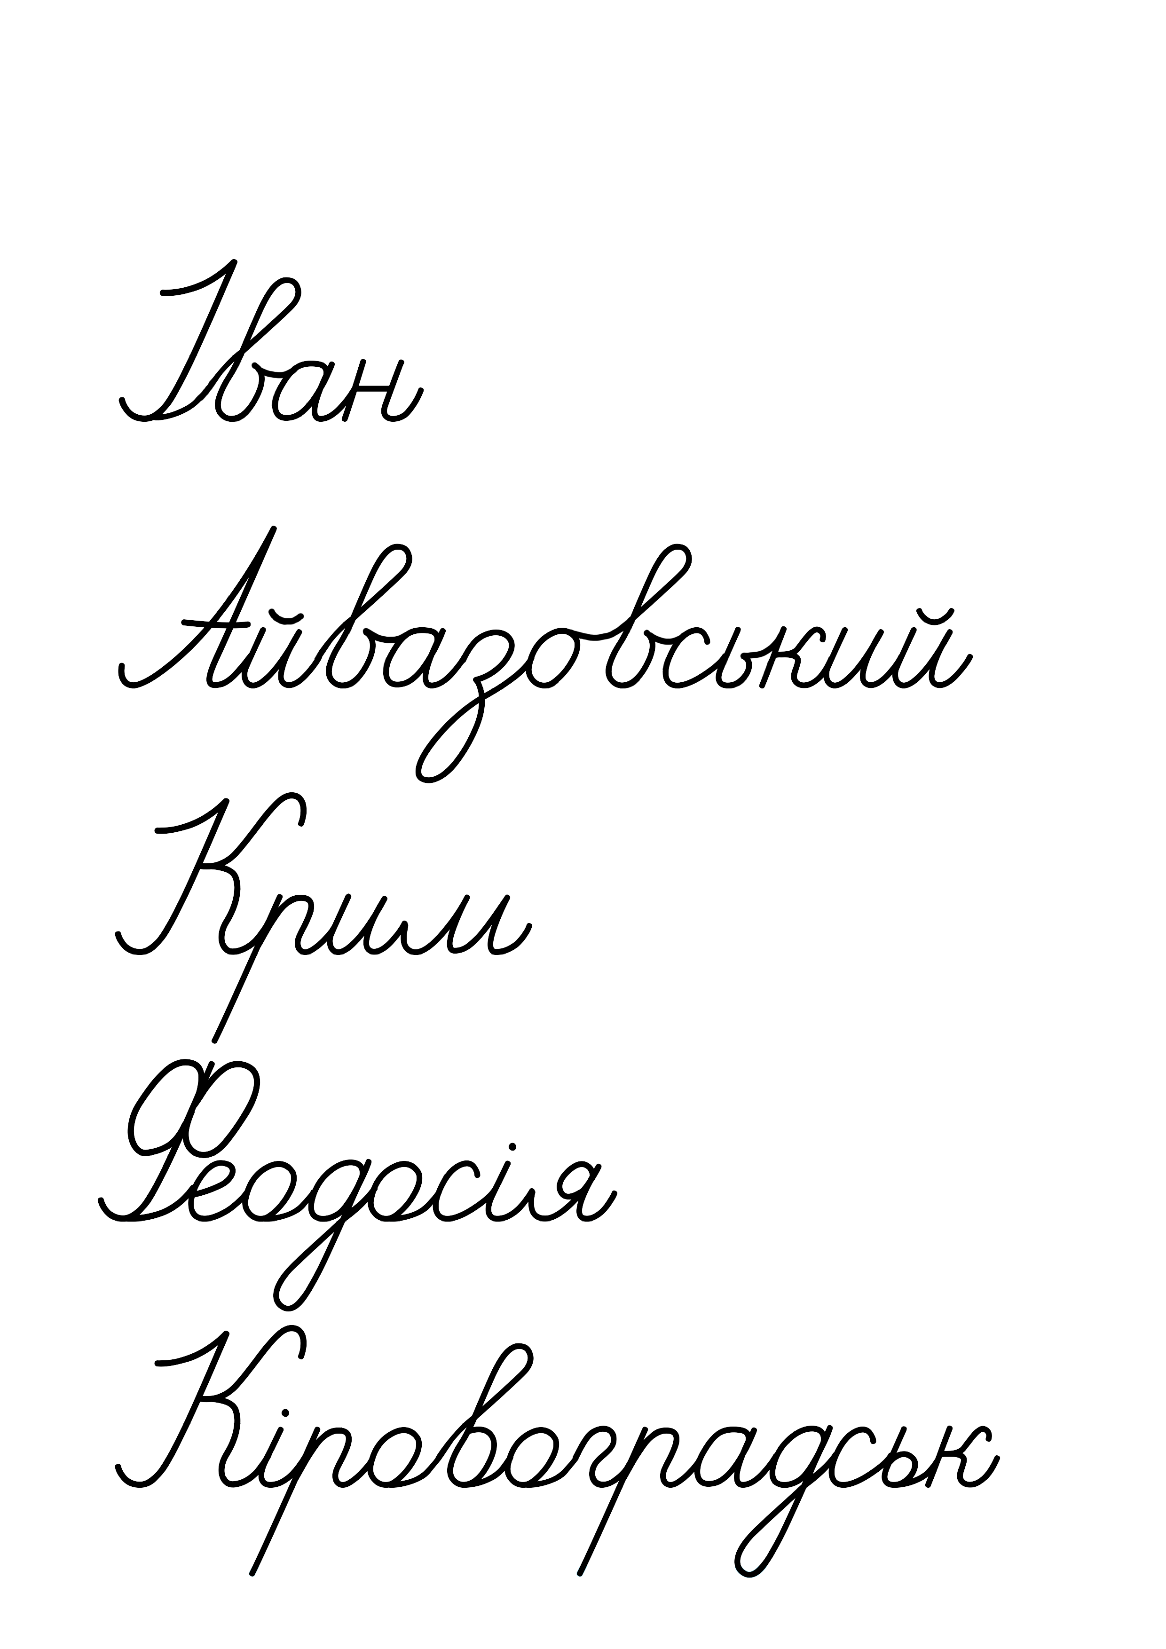 Іван
Айвазовський
Крим
Феодосія
Кіровоградськ